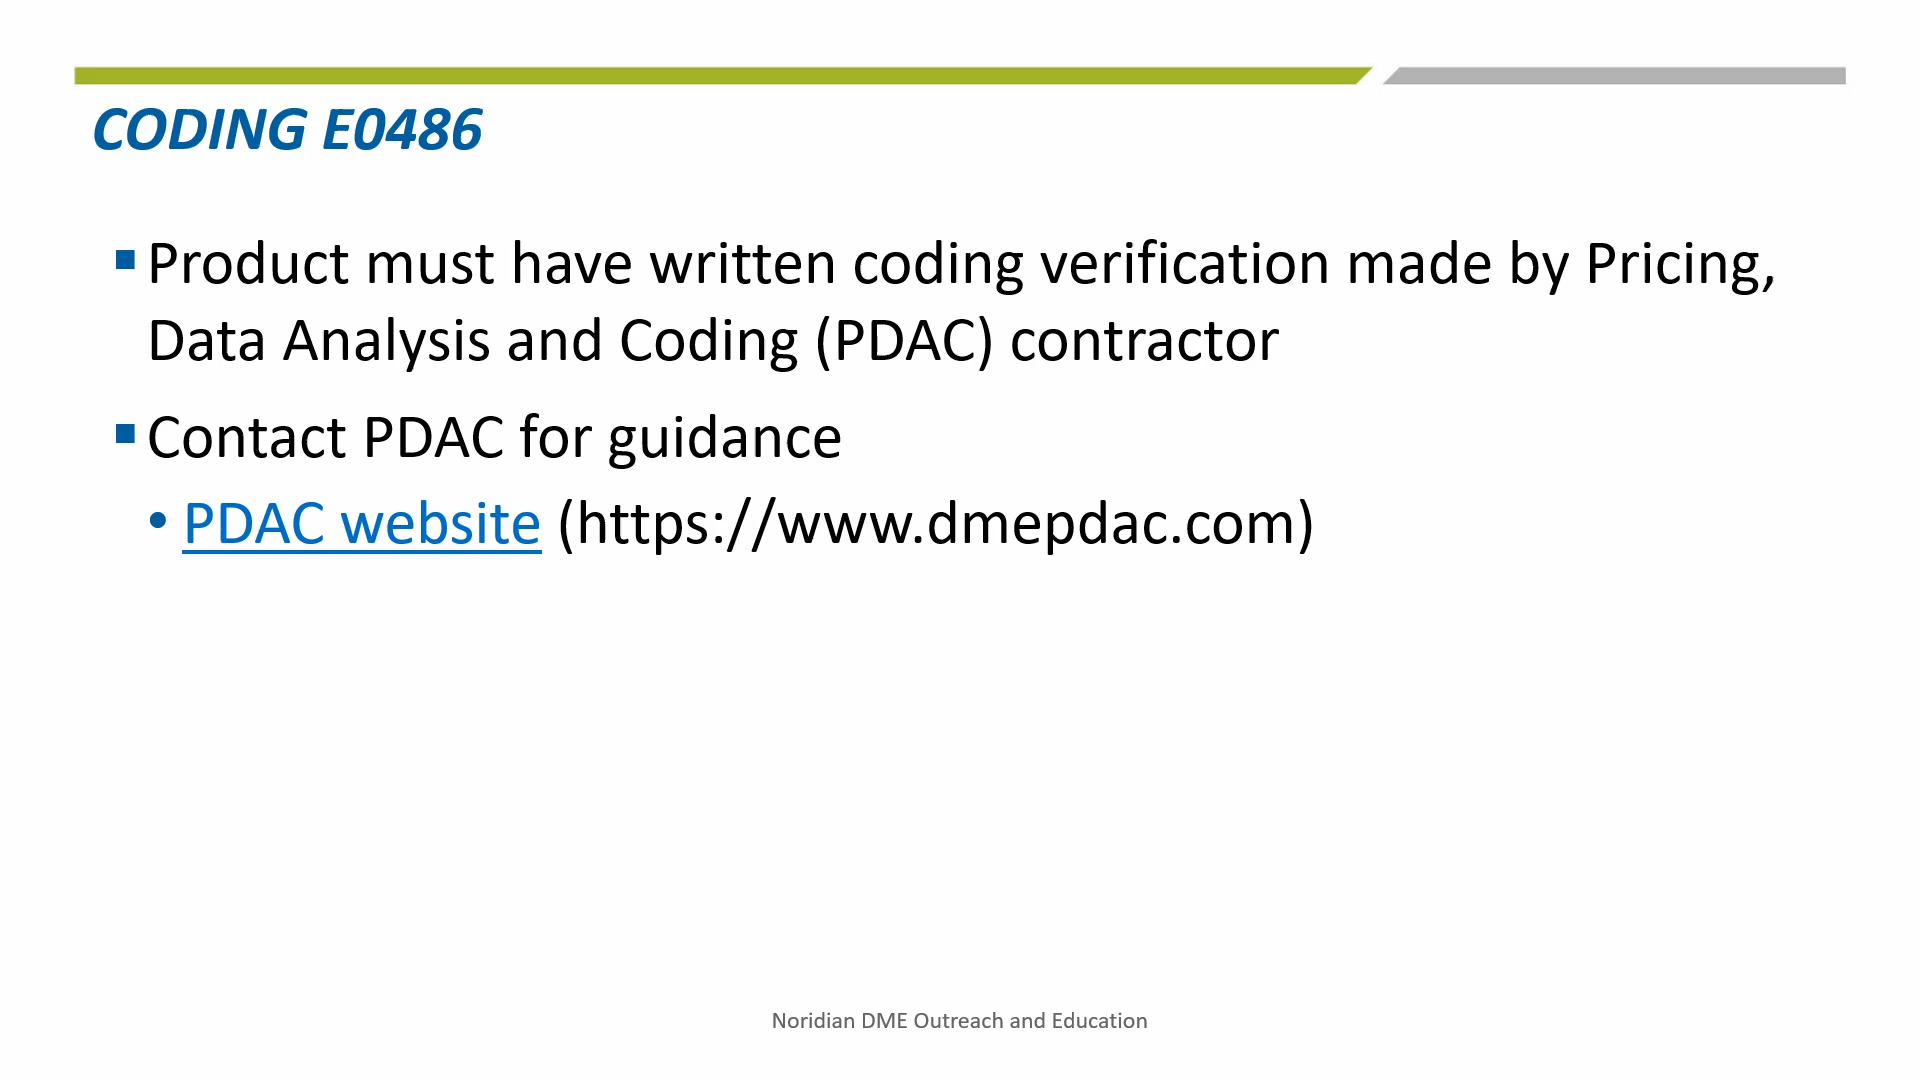 CODING E0486
▪ Product must have written coding verification made by Pricing,
Data Analysis and Coding (PDAC) contractor
▪ Contact PDAC for guidance
• PDAC website (https://www.dmepdac.com)
Noridian DME Outreach and Education